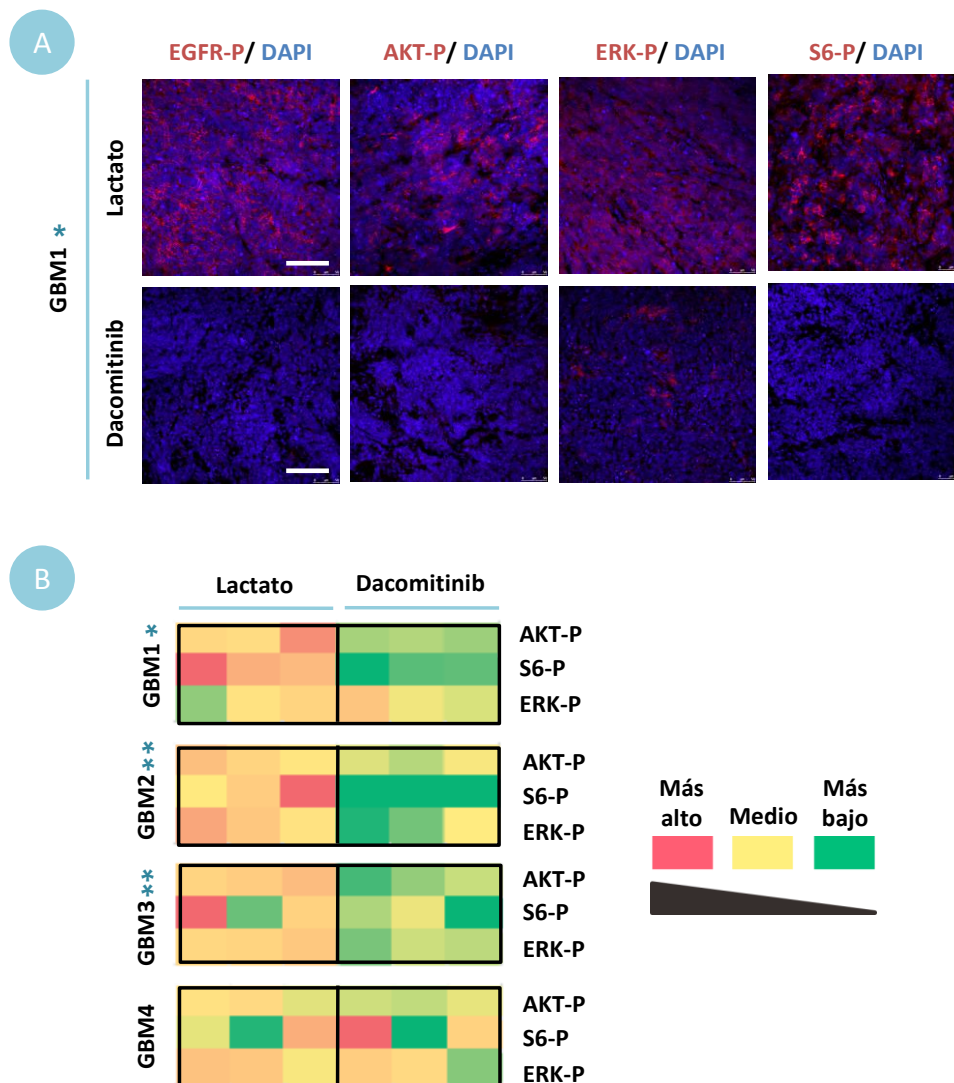 A
EGFR-P/ DAPI
AKT-P/ DAPI
ERK-P/ DAPI
S6-P/ DAPI
GBM1 *
Lactato
Dacomitinib
B
Lactato
Dacomitinib
GBM1 *
AKT-P
S6-P
ERK-P
GBM2**
AKT-P
S6-P
ERK-P
GBM3**
AKT-P
S6-P
ERK-P
GBM4
AKT-P
S6-P
ERK-P
Más alto
Medio
Más bajo